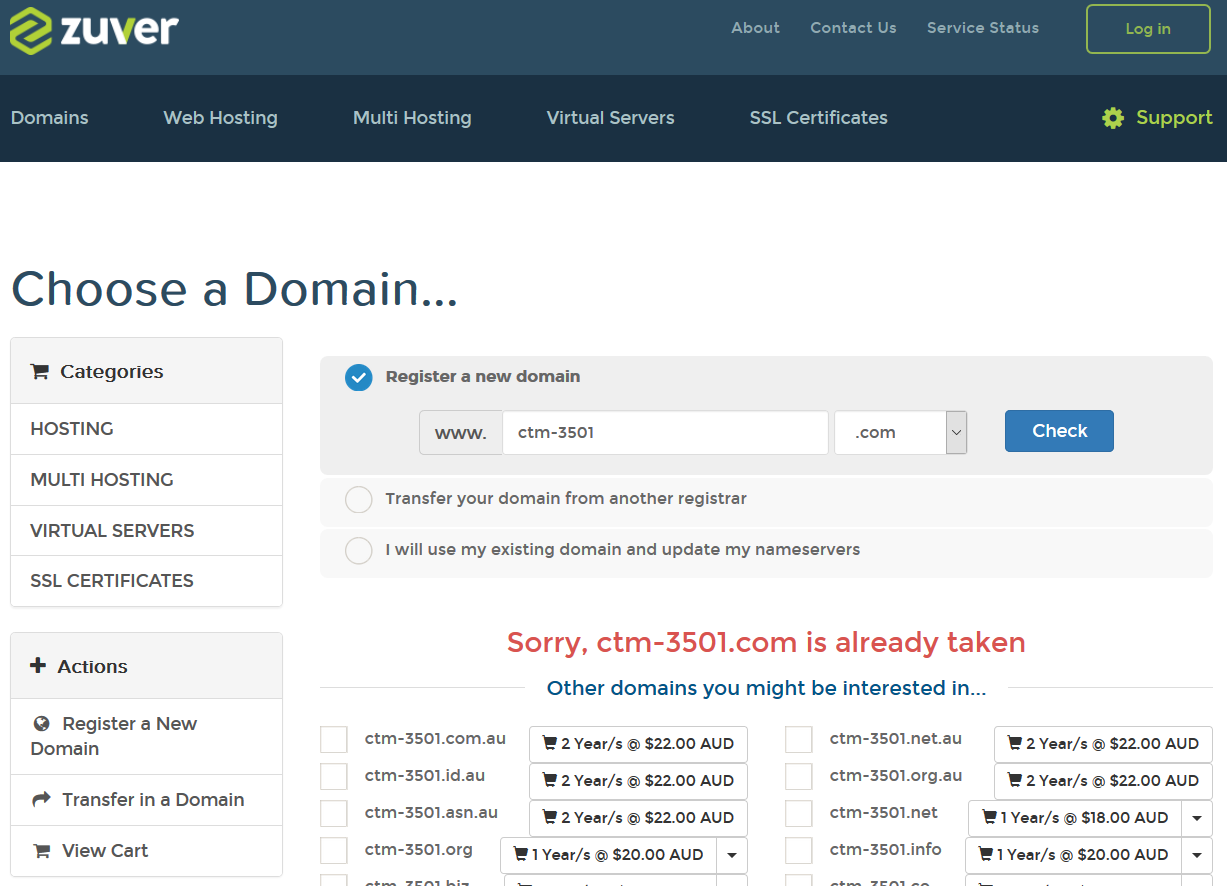 zuver
About Contact Us Service Status Log in
Domains Web Hosting Multi Hosting Virtual Servers SSL Certificates Support
Choose a Domain...
Categories
HOSTING
MULTI HOSTING
VIRTUAL SERVERS
SSL CERTIFICATES
Actions
Register a New
Domain
Transfer in a Domain
View Cart
Register a new domain
www. ctm-3501 .com Check
Transfer your domain from another registrar
I will use my existing domain and update my nameservers
Sorry, ctm-3501.com is already taken
Other domains you might be interested in...
ctm-3501.com.au 2 Year/s @ $22.00 AUD ctm-3501.net.au 2 Year/s @ $22.00 AUD
ctm-3501.id.au 2 Year/s @ $22.00 AUD ctm-3501.org.au 2 Year/s @ $22.00 AUD
ctm-3501.asn.au 2 Year/s @ $22.00 AUD ctm-3501.net 1 Year/s @ $18.00 AUD
ctm-3501.org 1 Year/s @ $20.00 AUD ctm-3501.info 1 Year/s @ $20.00 AUD